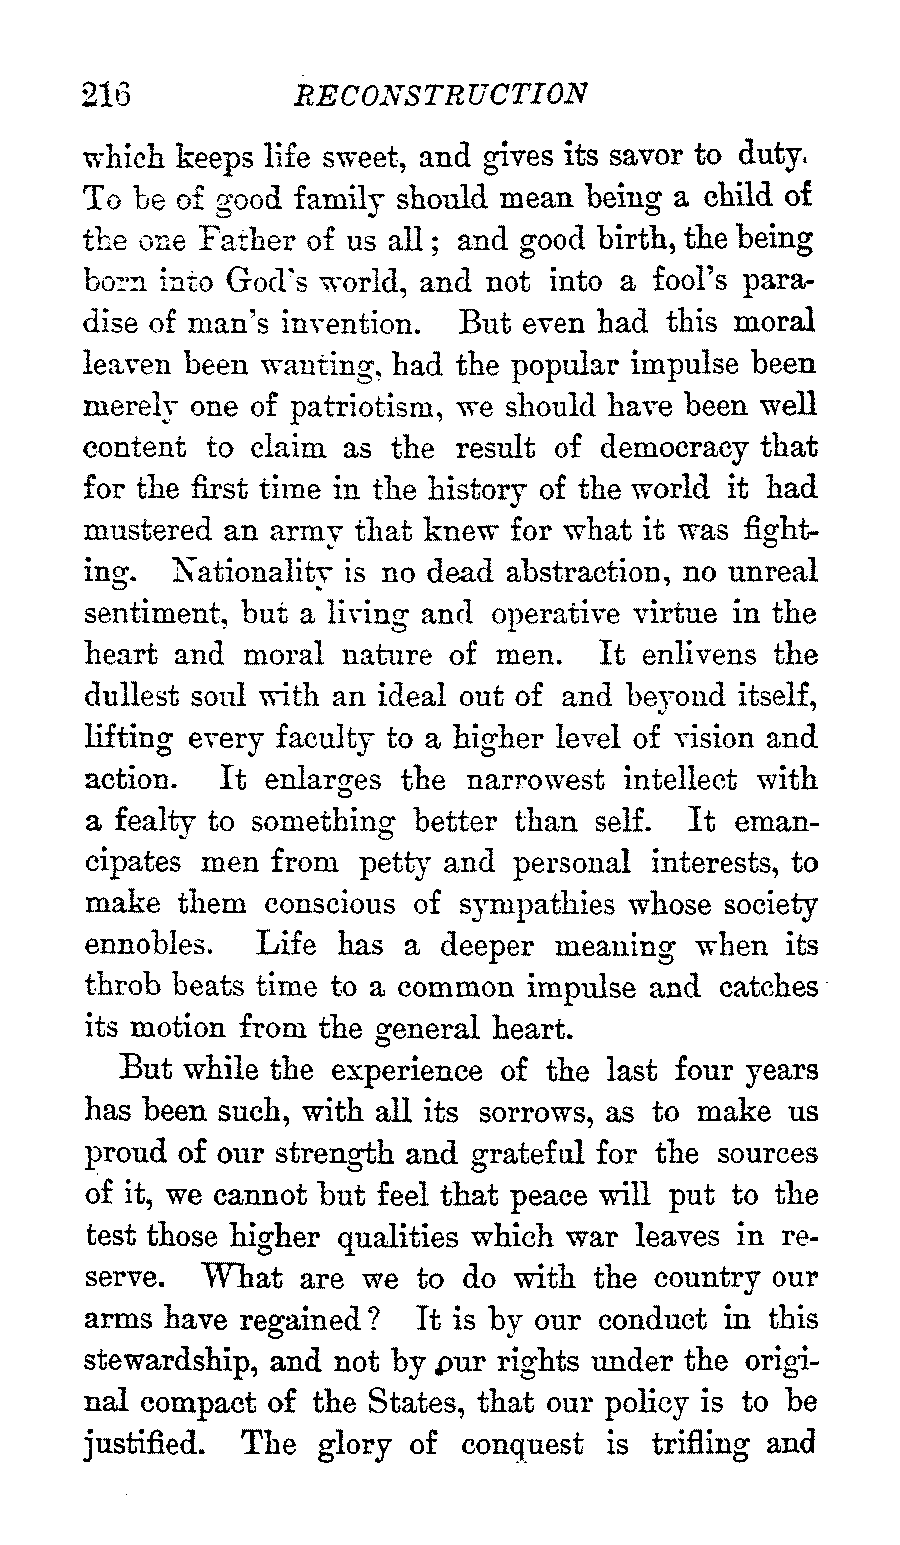 216 RECONSTRUCTION
which keeps life sweet, and gives its savor to duty.
To be of good family should mean being a child of
the one Father of us all; and good birth, the being
born into God's world, and not into a fool's para-
dise of man's invention. But even had this moral
leaven been wanting, had the popular impulse been
merely one of patriotism, we should have been well
content to claim as the result of democracy that
for the first time in the history of the world it had
mustered an army that knew for what it was fight-
ing. Nationality is no dead abstraction, no unreal
sentiment, but a living and operative virtue in the
heart and moral nature of men. It enlivens the
dullest soul with an ideal out of and beyond itself,
lifting every faculty to a higher level of vision and
action. It enlarges the narrowest intellect with
a fealty to something better than self. It eman-
cipates men from petty and personal interests, to
make them conscious of sympathies whose society
ennobles. Life has a deeper meaning when its
throb beats time to a common impulse and catches
its motion from the general heart.
But while the experience of the last four years
has been such, with all its sorrows, as to make us
proud of our strength and grateful for the sources
of it, we cannot but feel that peace will put to the
test those higher qualities which war leaves in re-
serve. What are we to do with the country our
arms have regained? It is by our conduct in this
stewardship, and not by our rights under the origi-
nal compact of the States, that our policy is to be
justified. The glory of conquest is trifling and